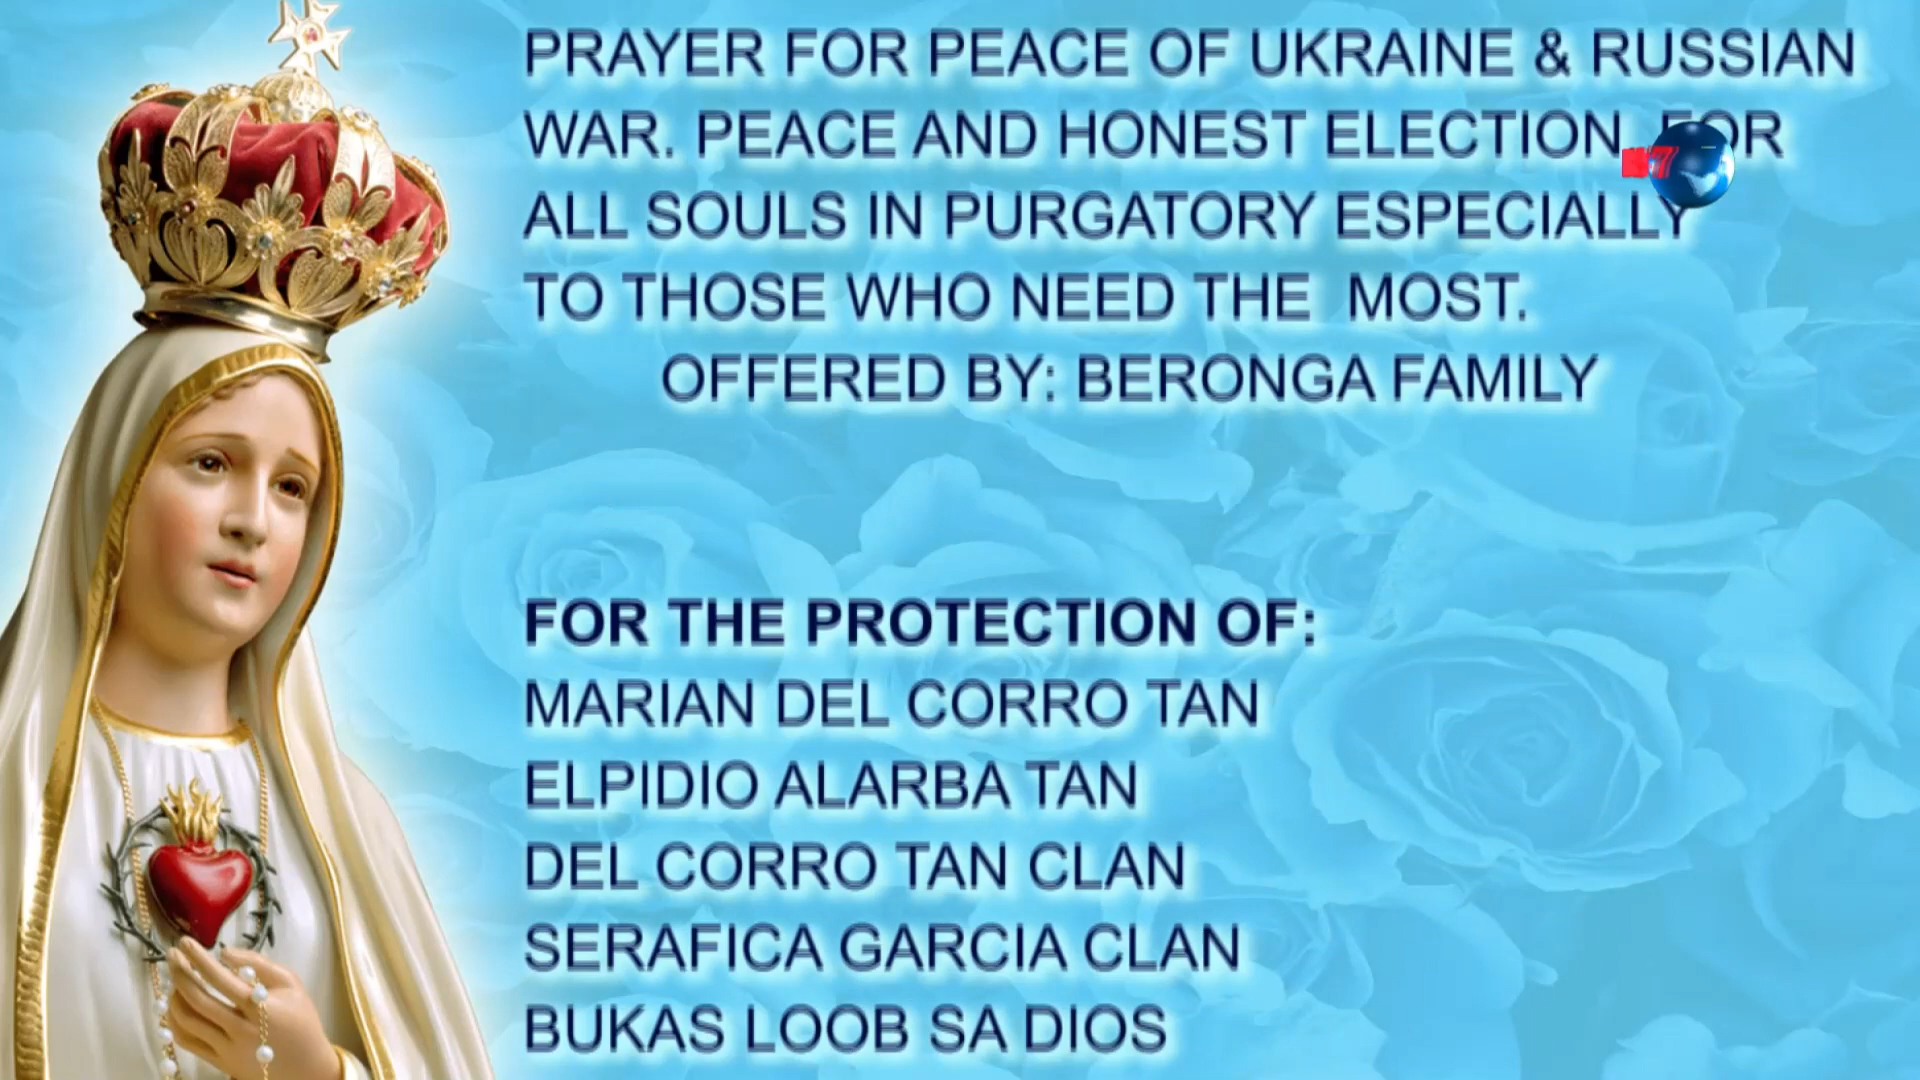 PRAYER FOR PEACE OF UKRAINE & RUSSIAN
WAR. PEACE AND HONEST ELECTION. FOR
ALL SOULS IN PURGATORY ESPECIALLY
TO THOSE WHO NEED THE MOST.
OFFERED BY: BERONGA FAMILY
FOR THE PROTECTION OF:
MARIAN DEL CORRO TAN
ELPIDIO ALARBA TAN
DEL CORRO TAN CLAN
SERAFICA GARCIA CLAN
BUKAS LOOB SA DIOS